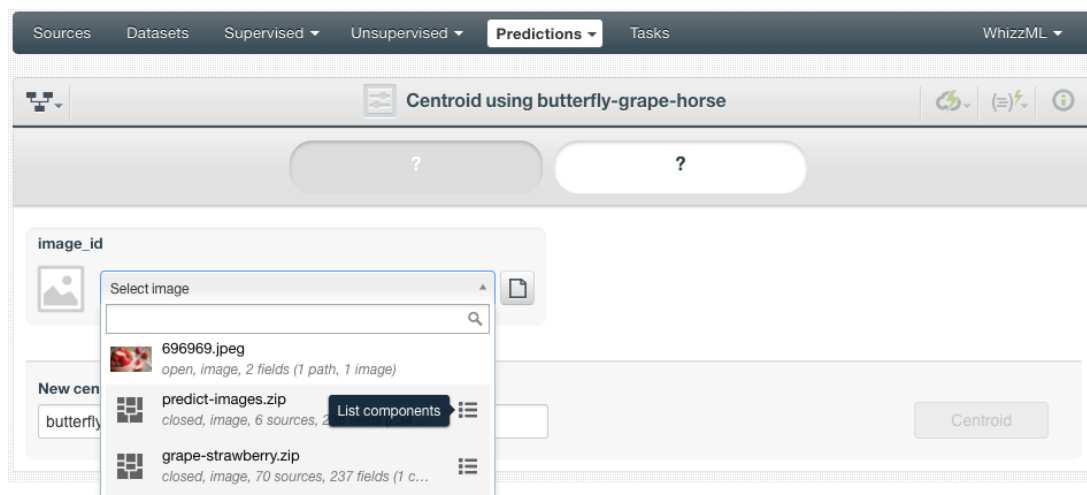 Sources Datasets Supervised Unsupervised Predictions Tasks WhizzML
Centroid using butterfly-grape-horse
? ?
image_id
Select image
696969.jpeg
open, image, 2 fields (1 path, 1 image)
New cen
predict-images.zip
List components
closed, image, 6 sources, 2
butterfly
Centroid
grape-strawberry.zip
closed, image, 70 sources, 237 fields (1 c...